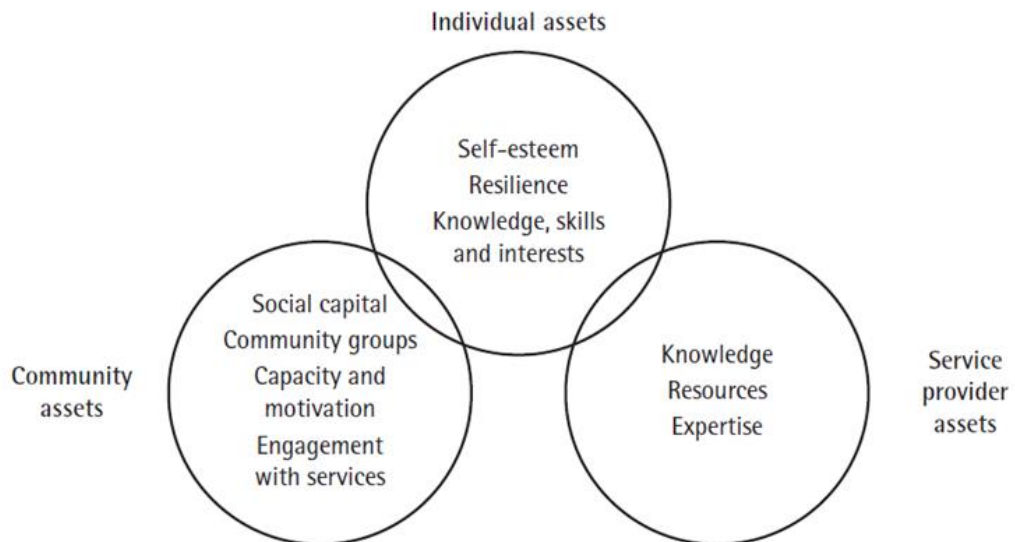 Individual assets
Self-esteem
Resilience
Knowledge, skills
and interests
Social capital
Community groups
Capacity and
motivation
Engagement
with services
Community
assets
Knowledge
Resources
Expertise
Service
provider
assets